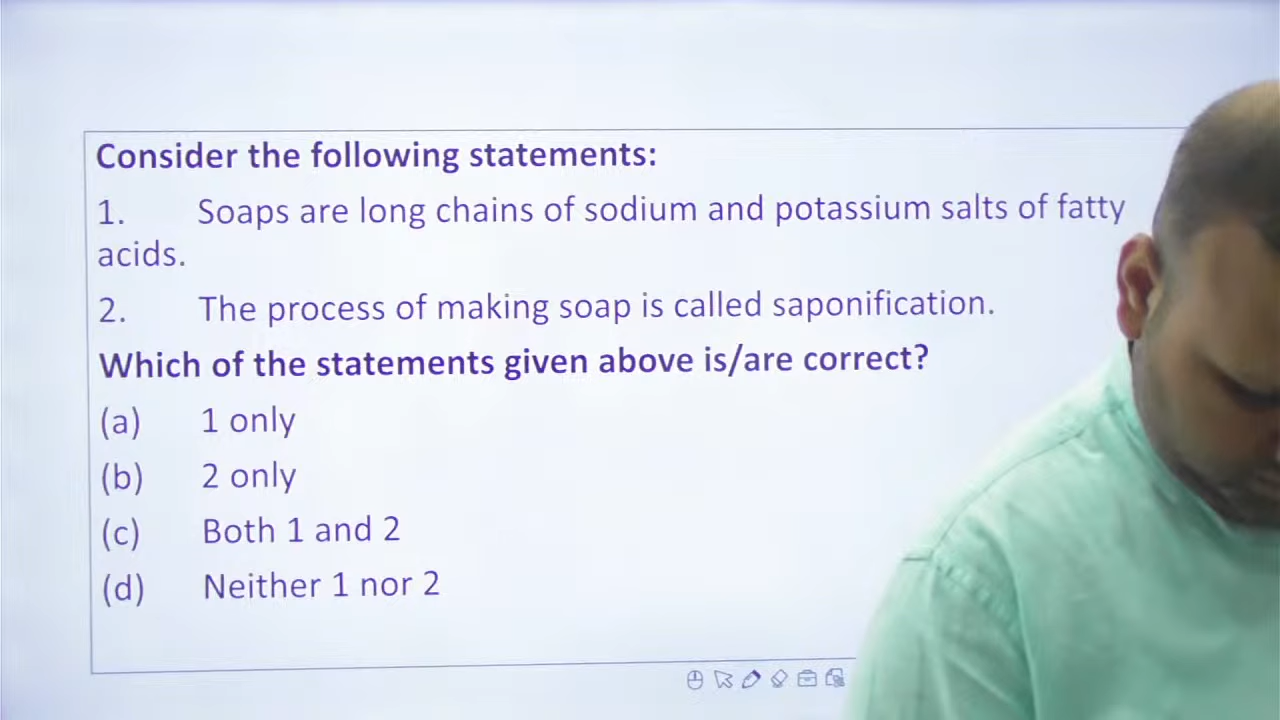 Consider the following statements:
1. Soaps are long chains of sodium and potassium salts of fatty
acids.
2. The process of making soap is called saponification.
Which of the statements given above is/are correct?
(a) 1 only
(b) 2 only
(c) Both 1 and 2
(d) Neither 1 nor 2